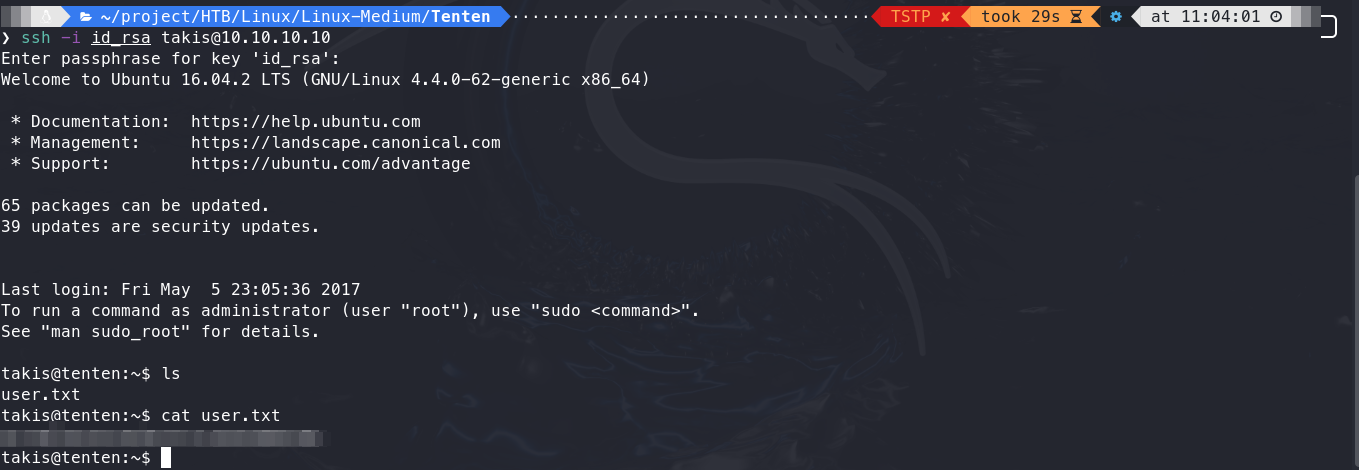 ~/project/HTB/Linux/Linux-Medium/Tenten TSTP ✘ took 29s at 11:04:01
❯ ssh -i id_rsa takis@10.10.10.10
Enter passphrase for key 'id_rsa':
Welcome to Ubuntu 16.04.2 LTS (GNU/Linux 4.4.0-62-generic x86_64)
* Documentation:  https://help.ubuntu.com
* Management:     https://landscape.canonical.com
* Support:        https://ubuntu.com/advantage
65 packages can be updated.
39 updates are security updates.
Last login: Fri May  5 23:05:36 2017
To run a command as administrator (user "root"), use "sudo <command>".
See "man sudo_root" for details.
takis@tenten:~$ ls
user.txt
takis@tenten:~$ cat user.txt
takis@tenten:~$